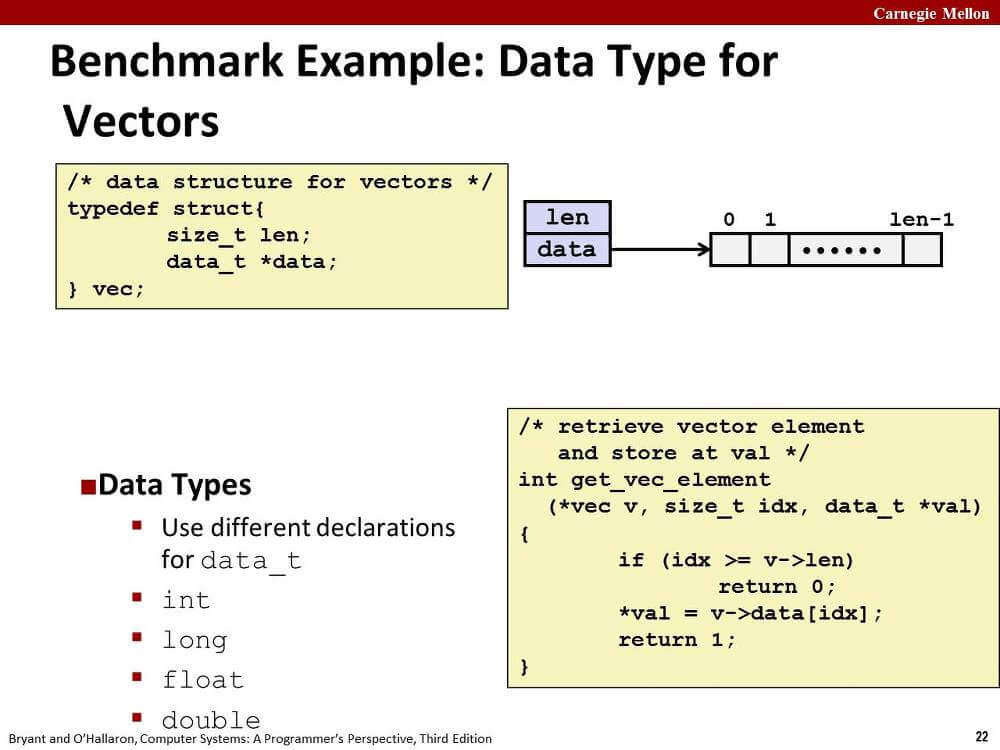 Carnegie Mellon
Benchmark Example: Data Type for
Vectors
/* data structure for vectors */
typedef struct{
size_t len;
data_t *data;
} vec;
len
data
0 1 len-1
••••••
■Data Types
▪ Use different declarations
for data_t
▪ int
▪ long
▪ float
▪ double
/* retrieve vector element
and store at val */
int get_vec_element
(*vec v, size_t idx, data_t *val)
{
if (idx >= v->len)
return 0;
*val = v->data[idx];
return 1;
}
Bryant and O’Hallaron, Computer Systems: A Programmer’s Perspective, Third Edition
22